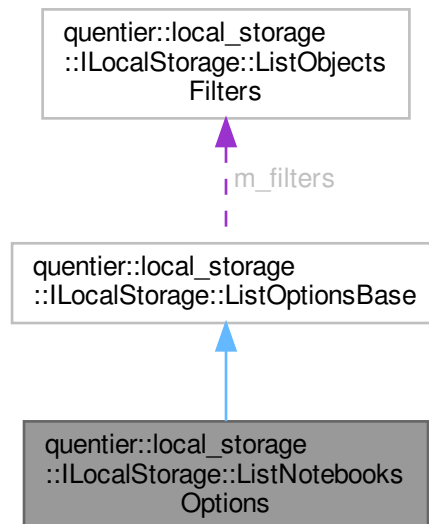 quentier::local_storage
::ILocalStorage::ListObjects
Filters
m_filters
quentier::local_storage
::ILocalStorage::ListOptionsBase
quentier::local_storage
::ILocalStorage::ListNotebooks
Options